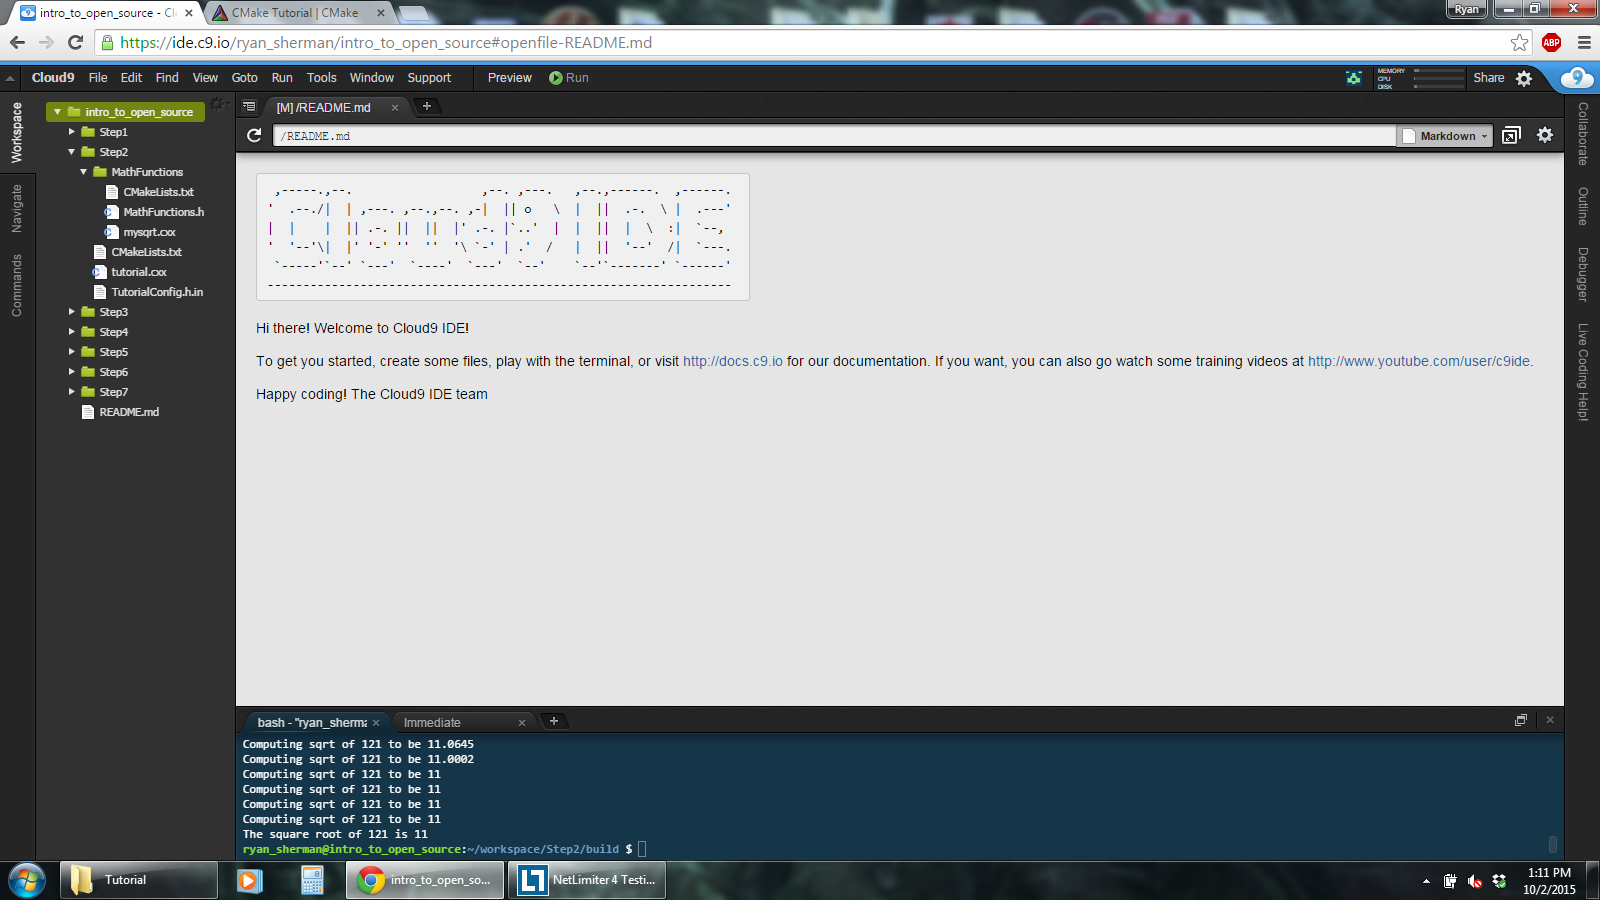 intro_to_open_source - Cl
CMake Tutorial | CMake
Ryan
https://ide.c9.io/ryan_sherman/intro_to_open_source#openfile-README.md
ABP
Cloud9 File Edit Find View Goto Run Tools Window Support Preview Run
MEMORY
CPU
DISK
Share
9
Workspace
Navigate
Commands
intro_to_open_source
Step1
Step2
MathFunctions
CMakeLists.txt
MathFunctions.h
mysqrt.cxx
CMakeLists.txt
tutorial.cxx
TutorialConfig.h.in
Step3
Step4
Step5
Step6
Step7
README.md
[M] /README.md
/README.md
Markdown
Cloud9 IDE
Hi there! Welcome to Cloud9 IDE!
To get you started, create some files, play with the terminal, or visit http://docs.c9.io for our documentation. If you want, you can also go watch some training videos at http://www.youtube.com/user/c9ide.
Happy coding! The Cloud9 IDE team
Collaborate
Outline
Debugger
Live Coding Help!
bash - "ryan_sherma
Immediate
Computing sqrt of 121 to be 11.0645
Computing sqrt of 121 to be 11.0002
Computing sqrt of 121 to be 11
Computing sqrt of 121 to be 11
Computing sqrt of 121 to be 11
Computing sqrt of 121 to be 11
The square root of 121 is 11
ryan_sherman@intro_to_open_source:~/workspace/Step2/build $
Tutorial
intro_to_open_so...
NetLimiter 4 Testi...
1:11 PM
10/2/2015